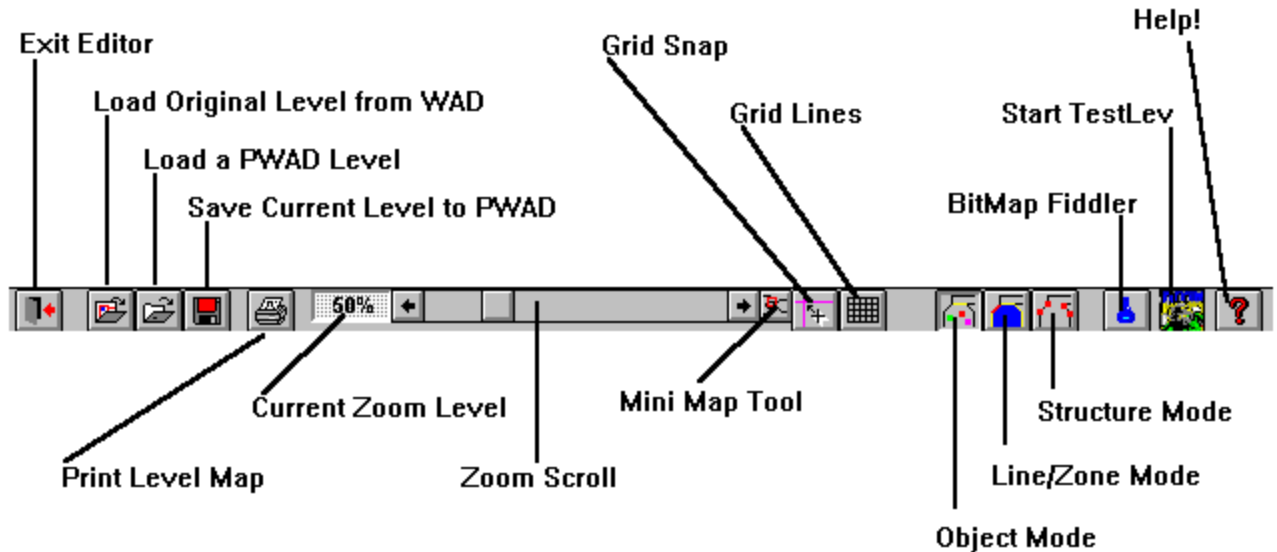 Help!
Exit Editor
Grid Snap
Load Original Level from WAD
Grid Lines
Start TestLev
Load a PWAD Level
Save Current Level to PWAD
BitMap Fiddler
50%
?
Current Zoom Level
Mini Map Tool
Structure Mode
Print Level Map
Zoom Scroll
Line/Zone Mode
Object Mode